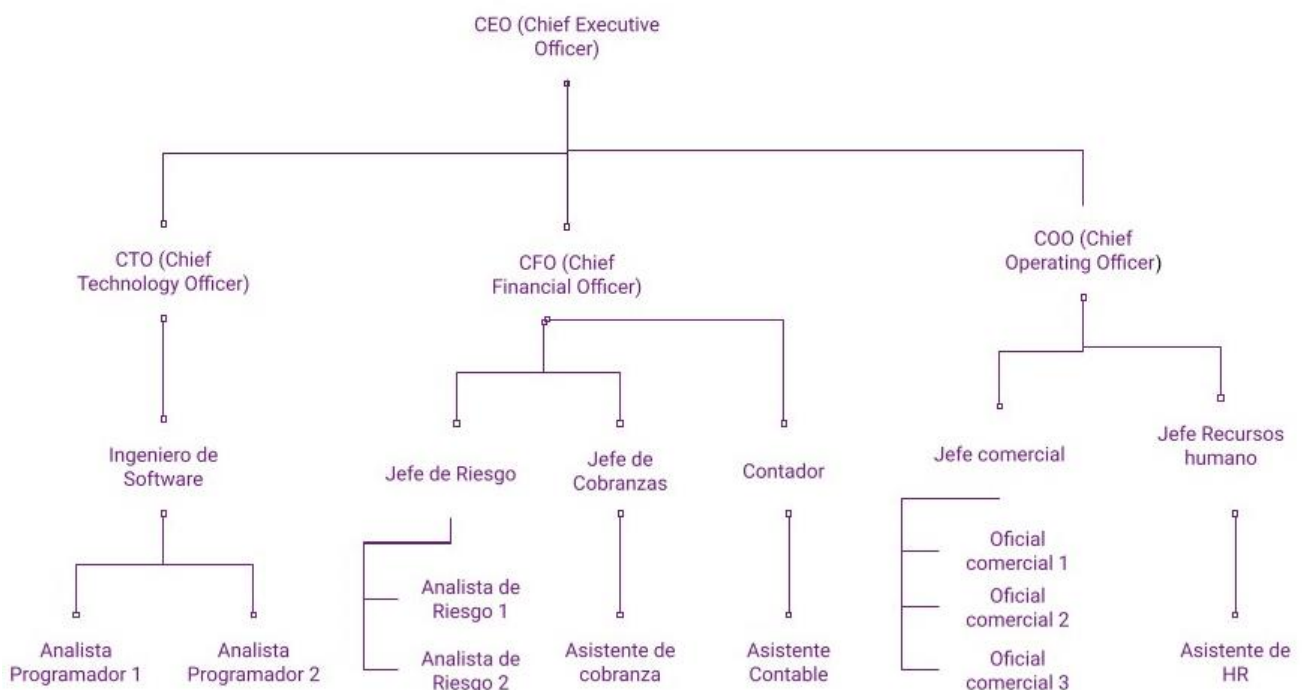 CEO (Chief Executive
Officer)
CTO (Chief
Technology Officer)
CFO (Chief
Financial Officer)
COO (Chief
Operating Officer)
Ingeniero de
Software
Jefe de Riesgo
Jefe de
Cobranzas
Contador
Jefe comercial
Jefe Recursos
humano
Analista
Programador 1
Analista
Programador 2
Analista de
Riesgo 1
Analista de
Riesgo 2
Asistente de
cobranza
Asistente
Contable
Oficial
comercial 1
Oficial
comercial 2
Oficial
comercial 3
Asistente de
HR